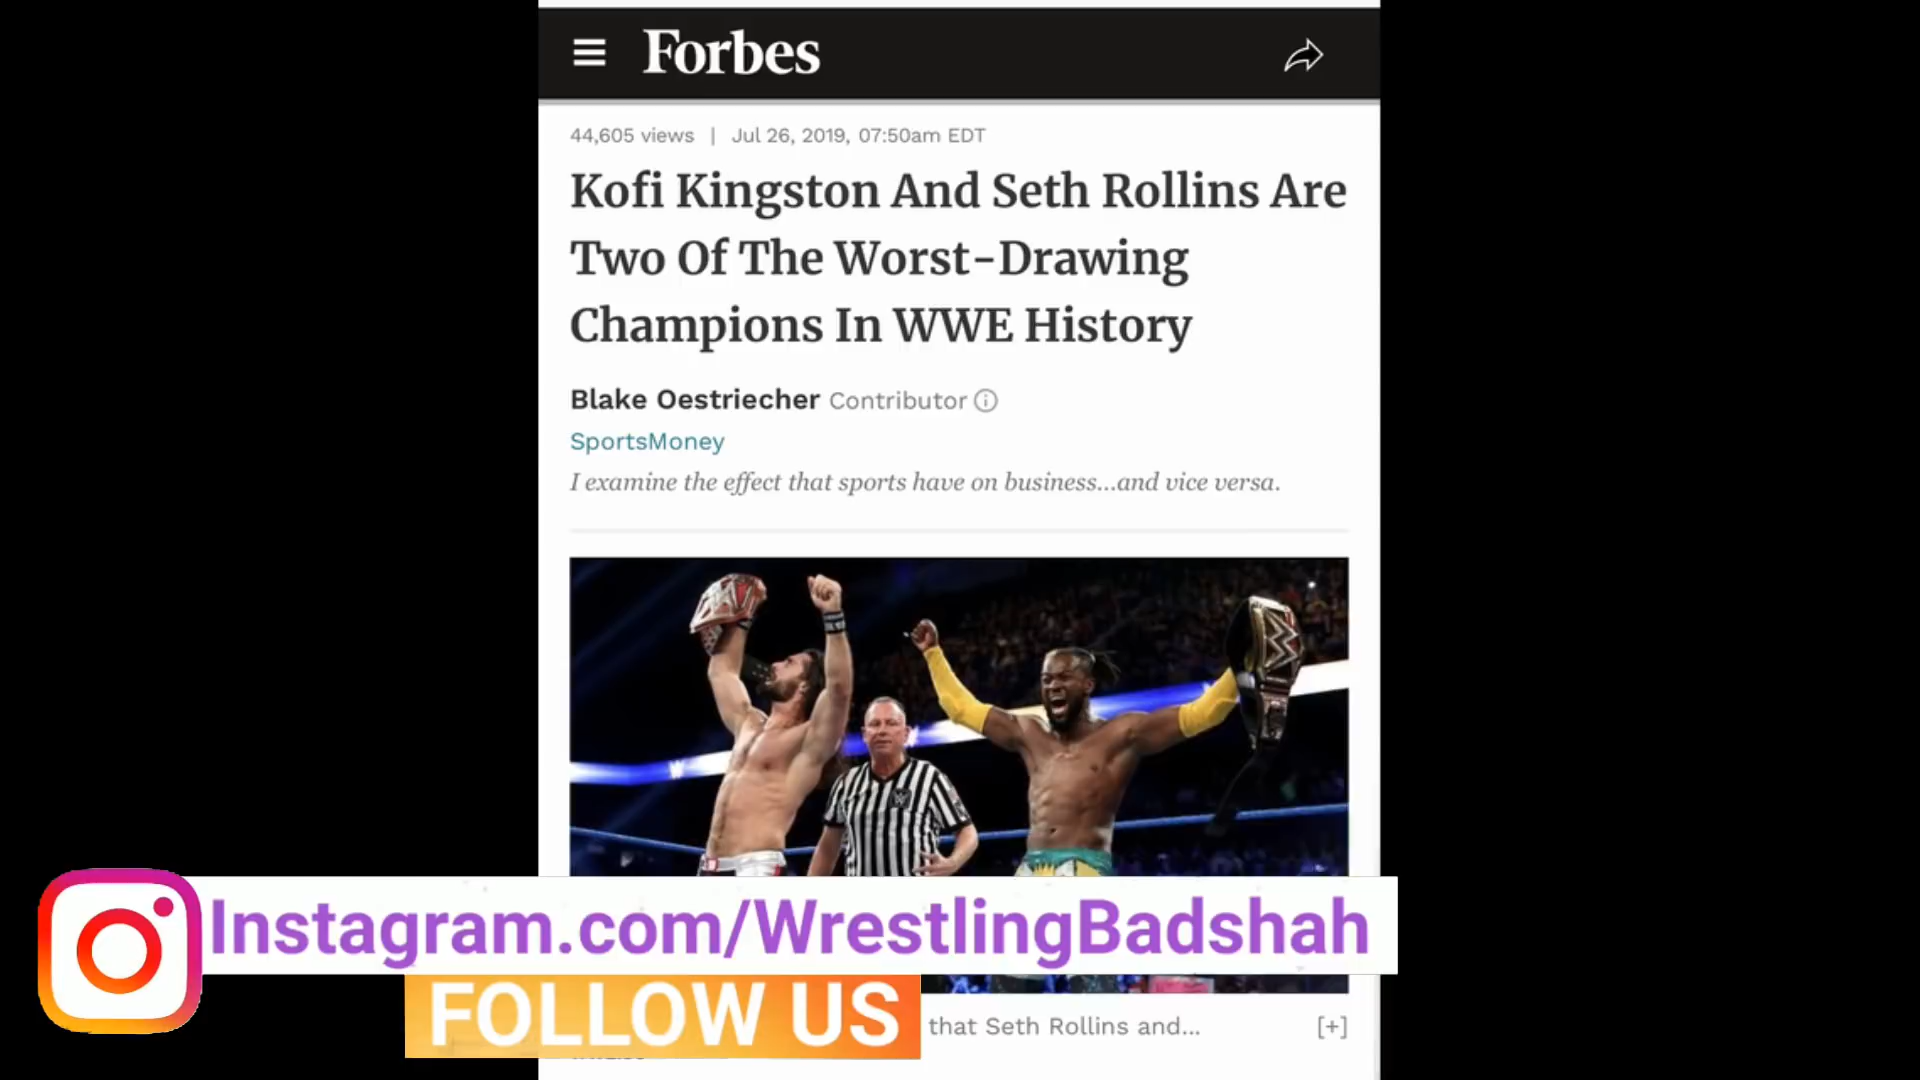 Forbes
44,605 views | Jul 26, 2019, 07:50am EDT
Kofi Kingston And Seth Rollins Are
Two Of The Worst-Drawing
Champions In WWE History
Blake Oestriecher Contributor
SportsMoney
I examine the effect that sports have on business...and vice versa.
Instagram.com/WrestlingBadshah
FOLLOW US
that Seth Rollins and... [+]